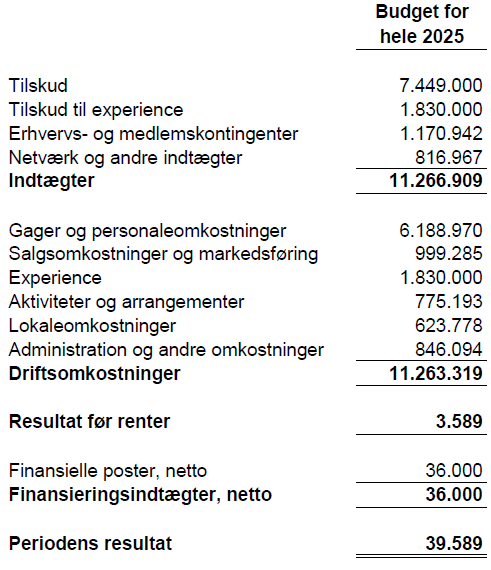 Budget for
hele 2025
Tilskud 7.449.000
Tilskud til experience 1.830.000
Erhvervs- og medlemskontingenter 1.170.942
Netværk og andre indtægter 816.967
Indtægter 11.266.909
Gager og personaleomkostninger 6.188.970
Salgsomkostninger og markedsføring 999.285
Experience 1.830.000
Aktiviteter og arrangementer 775.193
Lokaleomkostninger 623.778
Administration og andre omkostninger 846.094
Driftsomkostninger 11.263.319
Resultat før renter 3.589
Finansielle poster, netto 36.000
Finansieringsindtægter, netto 36.000
Periodens resultat 39.589